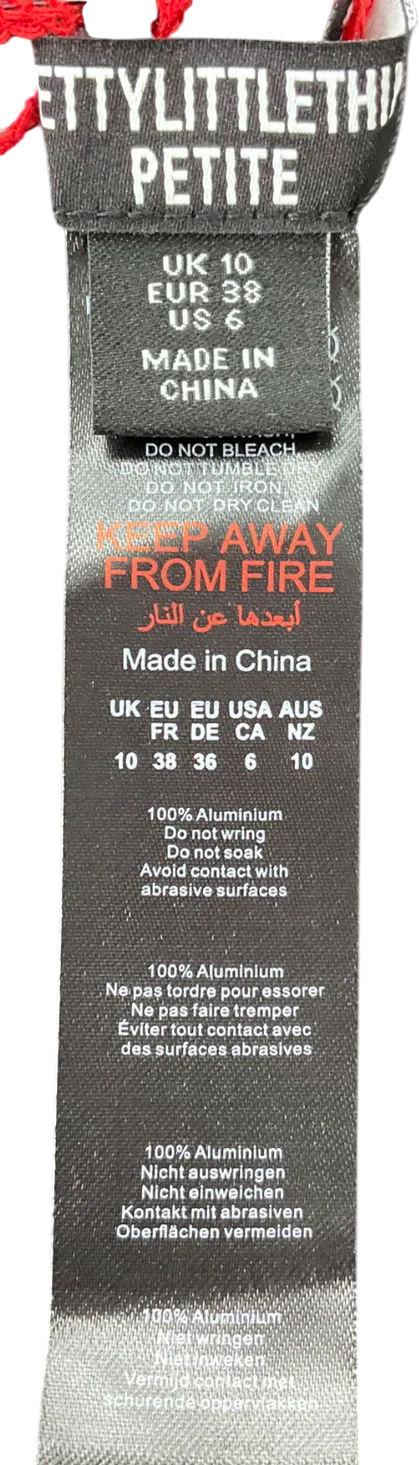 ETTYLITTLETHI
PETITE
UK 10
EUR 38
US 6
MADE IN
CHINA
DO NOT BLEACH
DO NOT TUMBLE DRY
DO NOT IRON,
DO NOT DRY CLEAN
KEEP AWAY
FROM FIRE
أبعدها عن النار
Made in China
UK EU EU USA AUS
FR DE CA NZ
10 38 36 6 10
100% Aluminium
Do not wring
Do not soak
Avoid contact with
abrasive surfaces
100% Aluminium
Ne pas tordre pour essorer
Ne pas faire tremper
Éviter tout contact avec
des surfaces abrasives
100% Aluminium
Nicht auswringen
Nicht einweichen
Kontakt mit abrasiven
Oberflächen vermeiden
100% Aluminium
Niet wringen
Niet inweken
Vermijd contact met
schurende oppervlakken